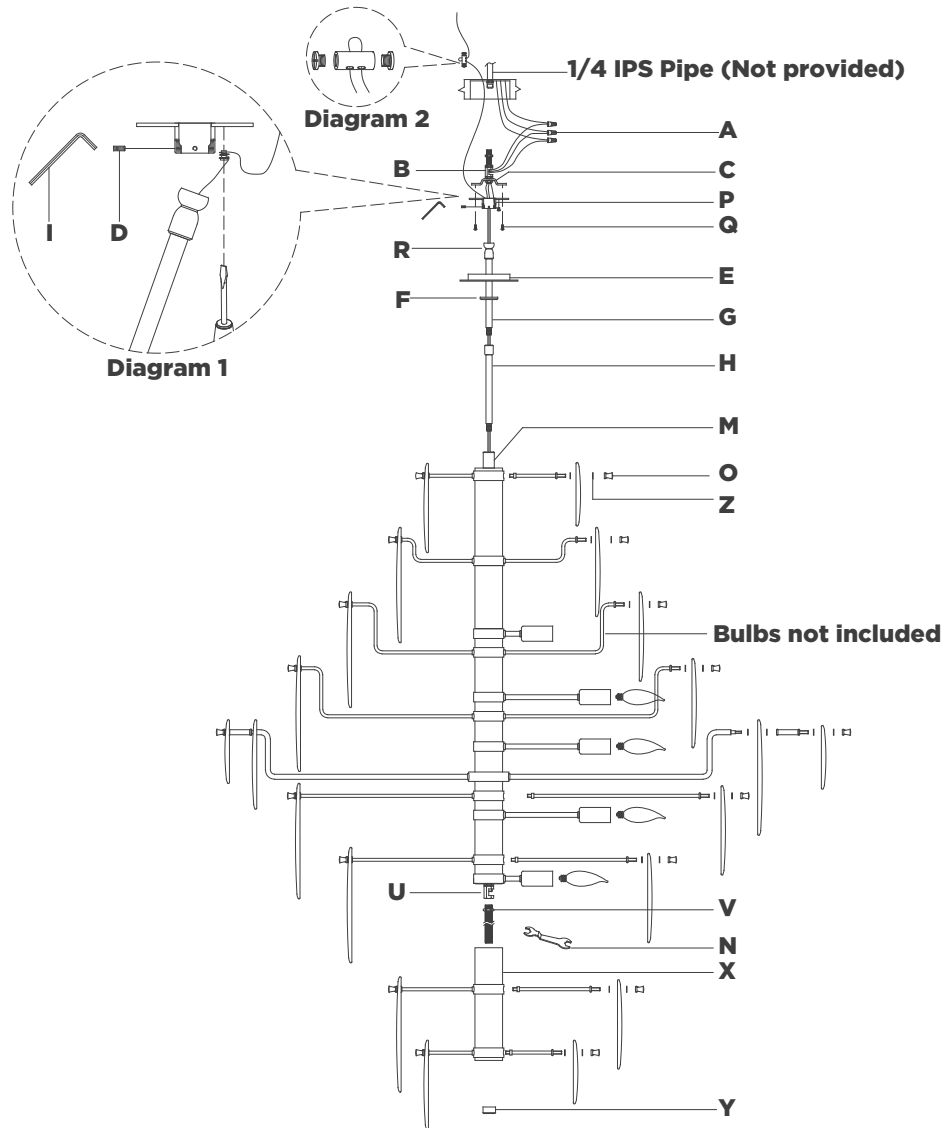 1/4 IPS Pipe (Not provided)
Diagram 2
A
B
C
P
I
D
Q
R
E
F
G
Diagram 1
H
M
O
Z
Bulbs not included
U
V
N
X
Y